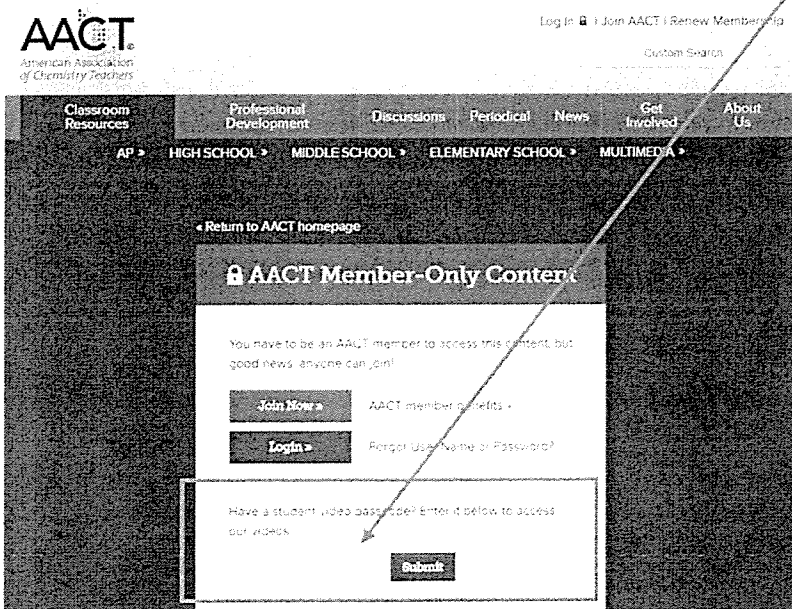 Log In | Join AACT | Renew Membership
AACT
American Association
of Chemistry Teachers
Custom Search
Classroom
Resources
Professional
Development
Discussions
Periodical
News
Get
Involved
About
Us
AP »
HIGH SCHOOL »
MIDDLE SCHOOL »
ELEMENTARY SCHOOL »
MULTIMEDIA »
« Return to AACT homepage
AACT Member-Only Content
You have to be an AACT member to access this content, but
good news, anyone can join!
Join Now »
AACT member benefits »
Login »
Forgot User Name or Password?
Have a student video passcode? Enter it below to access
our videos.
Submit